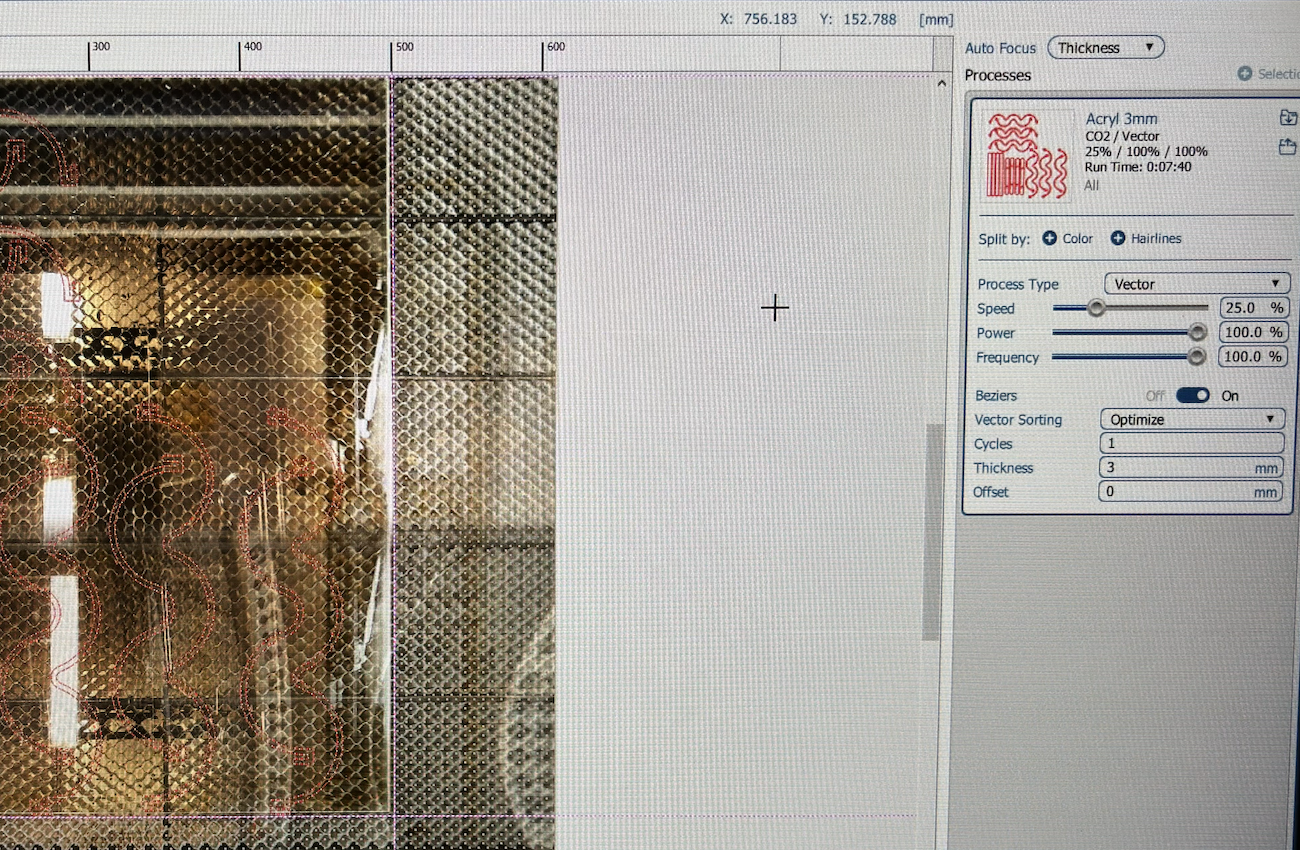 X: 756.183 Y: 152.788 [mm]
300 400 500 600
Auto Focus Thickness
Processes
Acryl 3mm
CO2 / Vector
25% / 100% / 100%
Run Time: 0:07:40
All
Split by: Color Hairlines
Process Type Vector
Speed 25.0 %
Power 100.0 %
Frequency 100.0 %
Beziers Off On
Vector Sorting Optimize
Cycles 1
Thickness 3 mm
Offset 0 mm